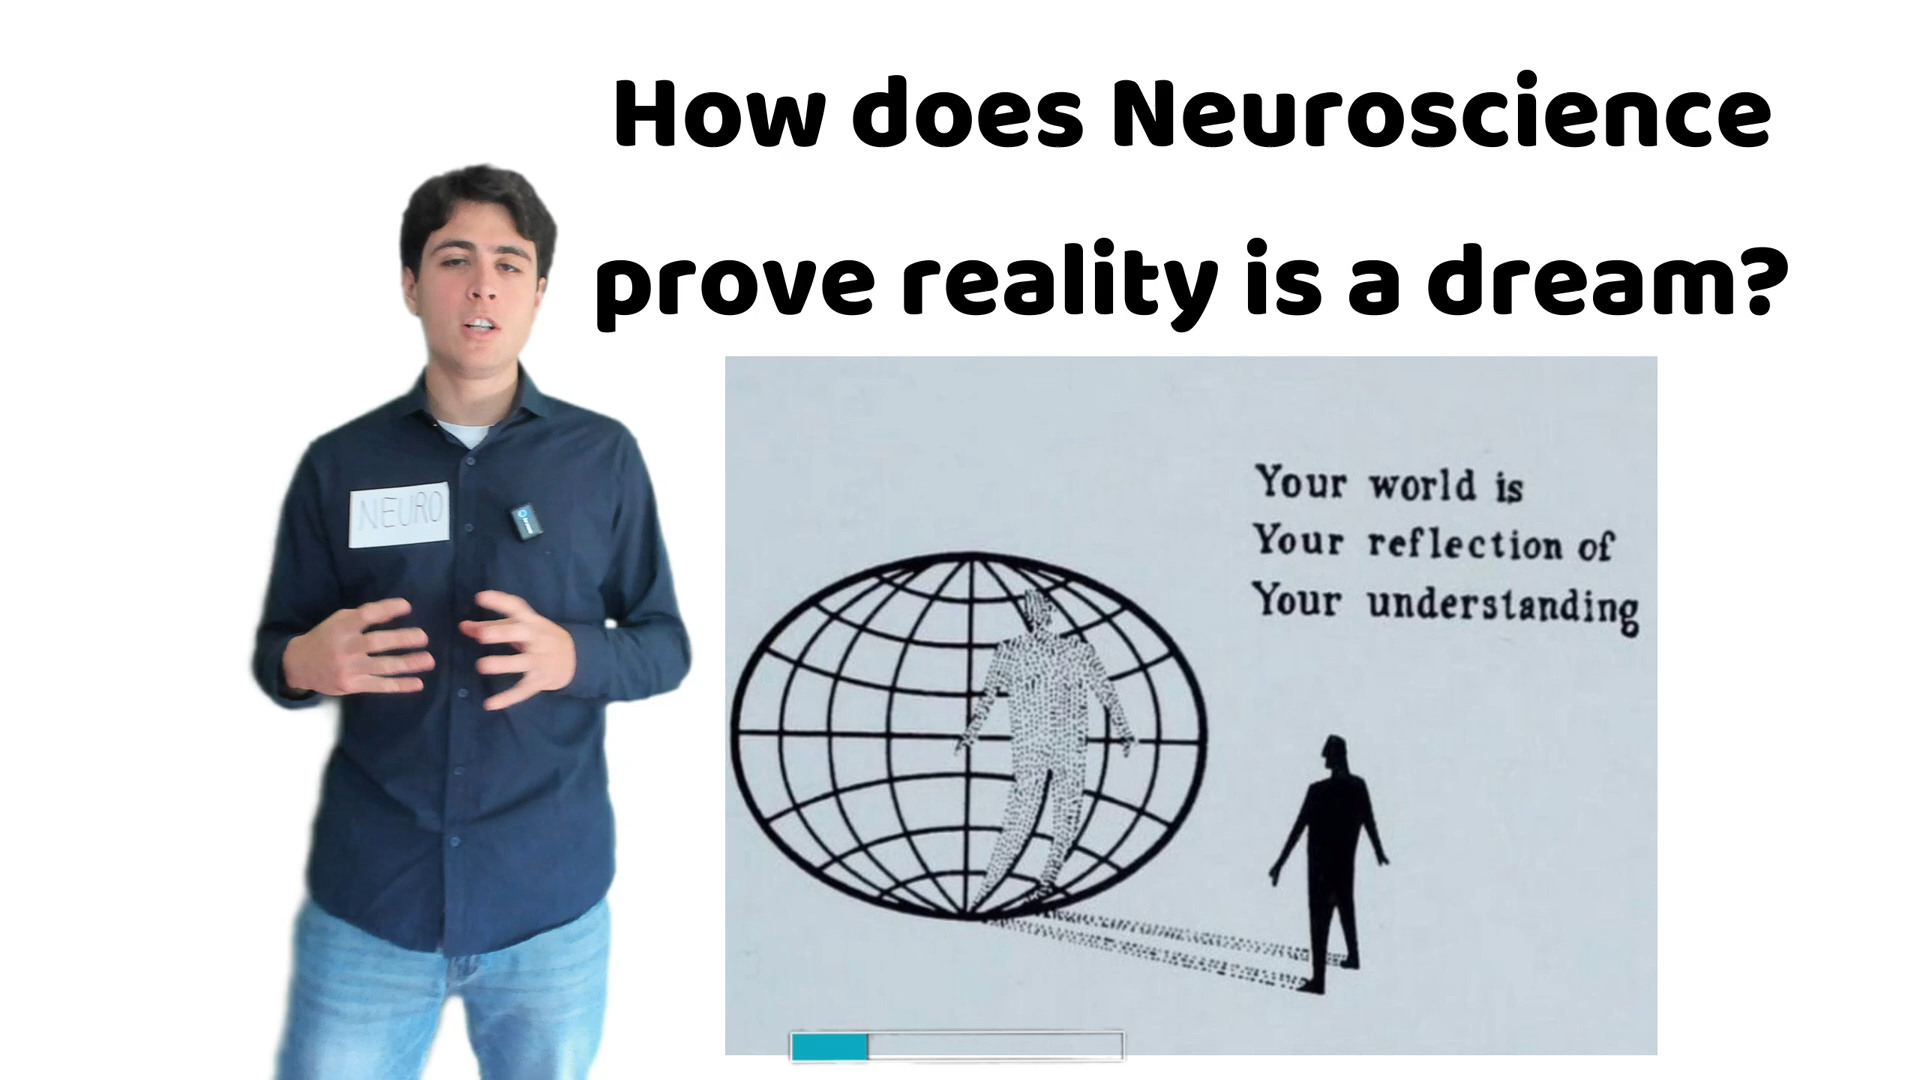 How does Neuroscience
prove reality is a dream?
NEURO
Your world is
Your reflection of
Your understanding